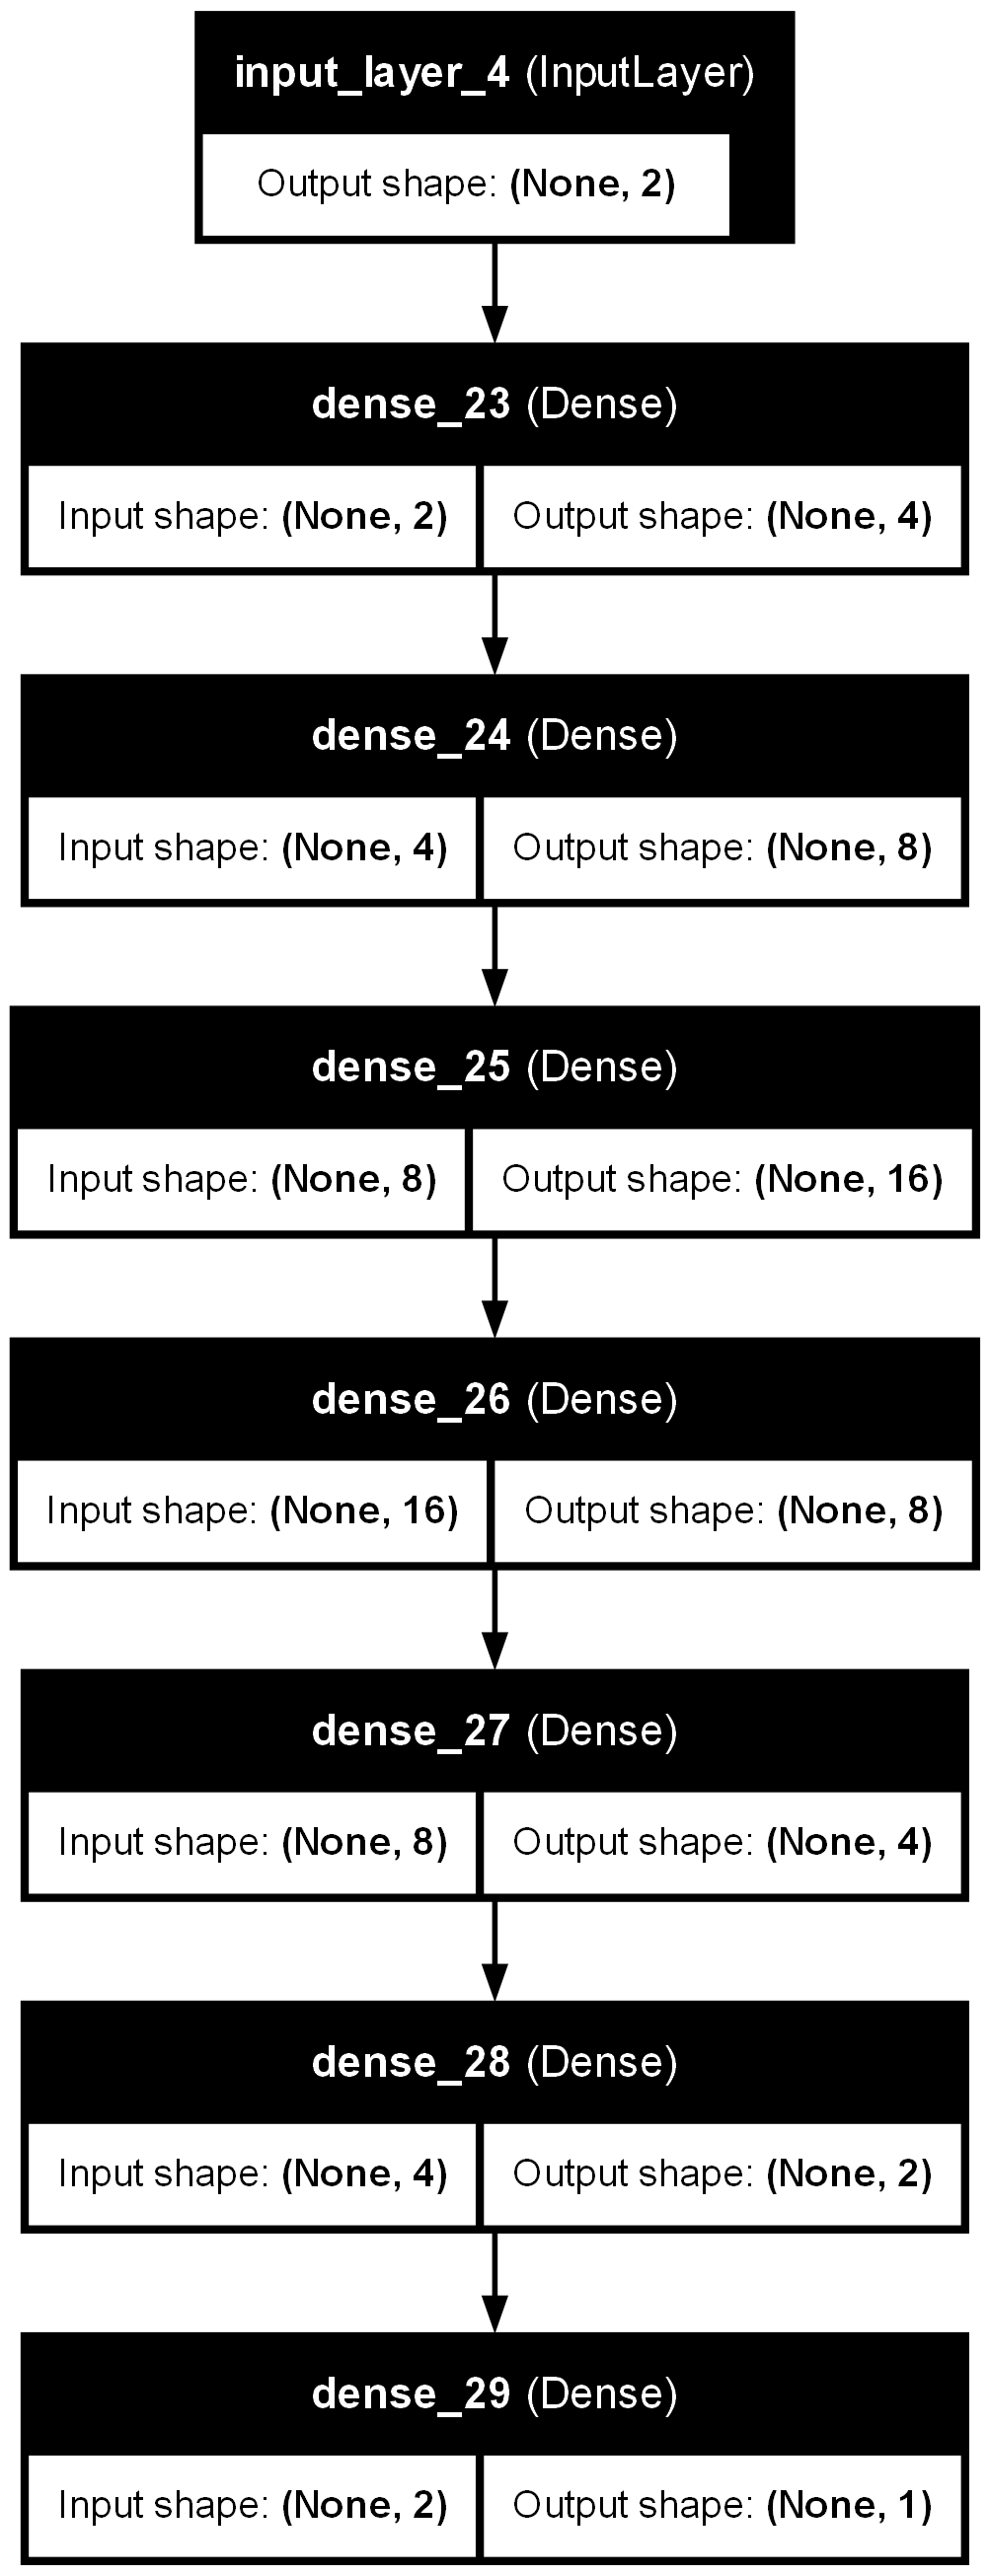 input_layer_4 (InputLayer)
Output shape: (None, 2)
dense_23 (Dense)
Input shape: (None, 2) Output shape: (None, 4)
dense_24 (Dense)
Input shape: (None, 4) Output shape: (None, 8)
dense_25 (Dense)
Input shape: (None, 8) Output shape: (None, 16)
dense_26 (Dense)
Input shape: (None, 16) Output shape: (None, 8)
dense_27 (Dense)
Input shape: (None, 8) Output shape: (None, 4)
dense_28 (Dense)
Input shape: (None, 4) Output shape: (None, 2)
dense_29 (Dense)
Input shape: (None, 2) Output shape: (None, 1)